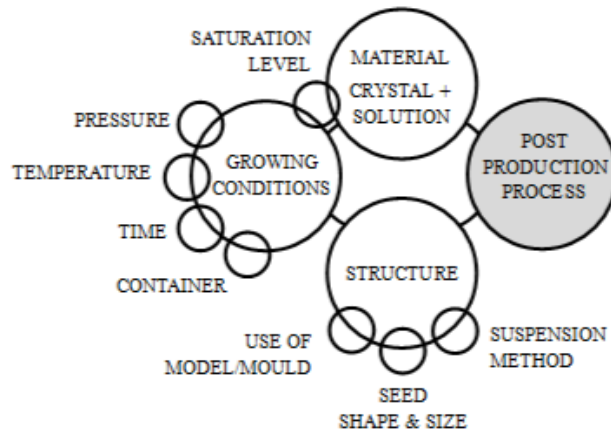 SATURATION
LEVEL
MATERIAL
CRYSTAL +
SOLUTION
PRESSURE
TEMPERATURE
TIME
CONTAINER
GROWING
CONDITIONS
POST
PRODUCTION
PROCESS
STRUCTURE
USE OF
MODEL/MOULD
SEED
SHAPE & SIZE
SUSPENSION
METHOD